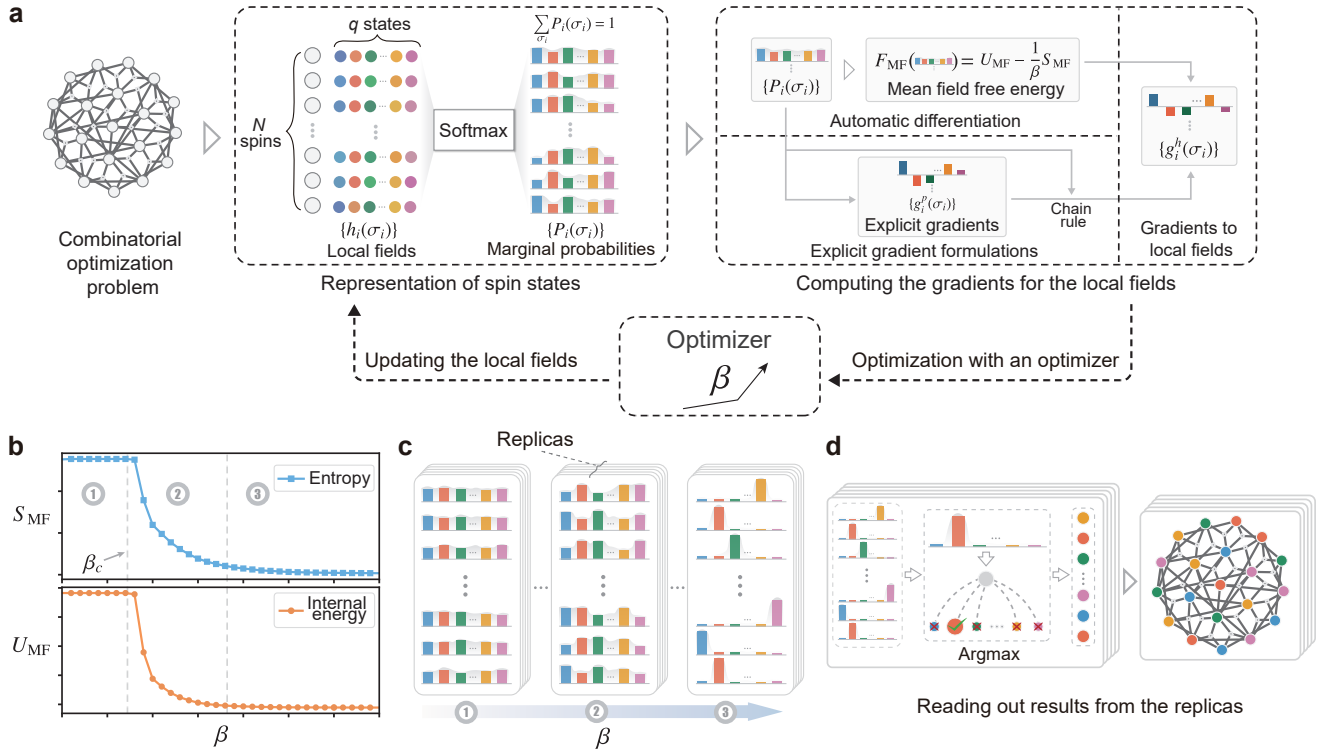 a
Combinatorial
optimization
problem
q states
N
spins
{h_i(σ_i)}
Local fields
Softmax
∑_{σ_i} P_i(σ_i) = 1
{P_i(σ_i)}
Marginal probabilities
Representation of spin states
{P_i(σ_i)}
F_MF( ) = U_MF − 1/β S_MF
Mean field free energy
Automatic differentiation
{g_i^p(σ_i)}
Explicit gradients
Explicit gradient formulations
Chain
rule
{g_i^h(σ_i)}
Gradients to
local fields
Computing the gradients for the local fields
Updating the local fields
Optimizer
β
Optimization with an optimizer
b
S_MF
Entropy
1 2 3
β_c
U_MF
Internal
energy
β
c
Replicas
1 2 3
β
d
Argmax
Reading out results from the replicas